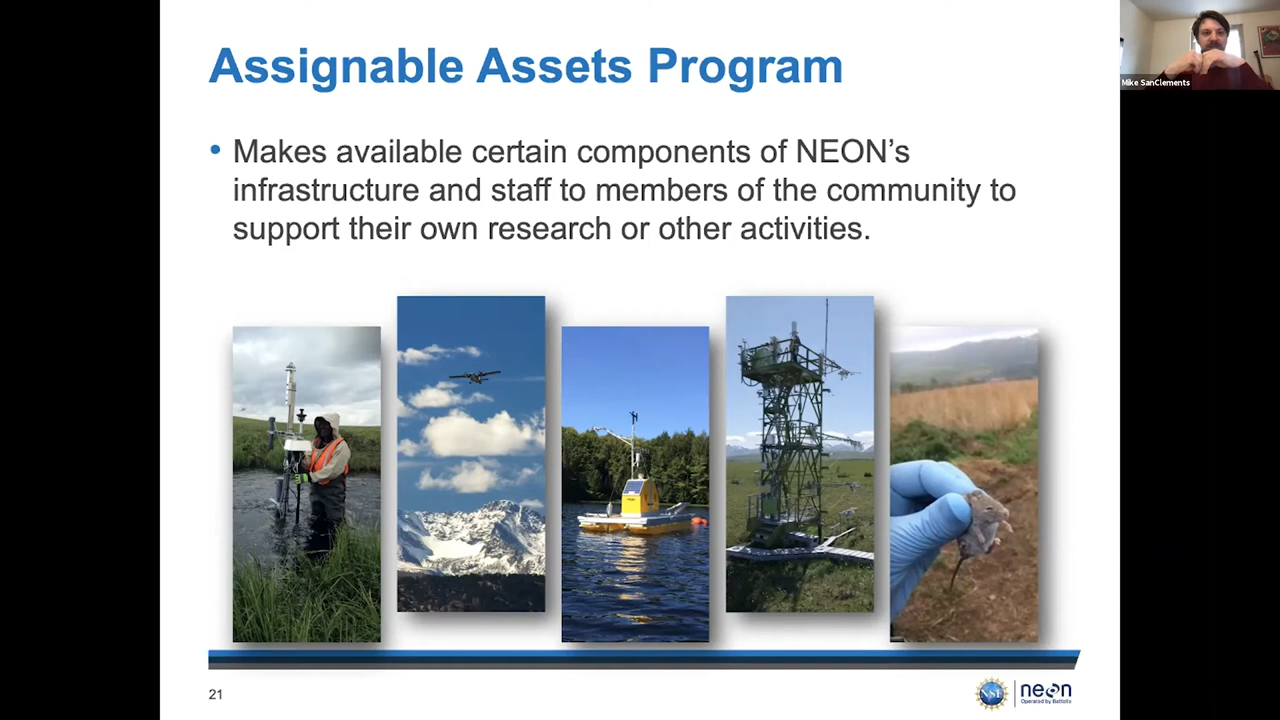 Assignable Assets Program
Mike SanClements
• Makes available certain components of NEON’s
infrastructure and staff to members of the community to
support their own research or other activities.
21
NSF
neon
Operated by Battelle